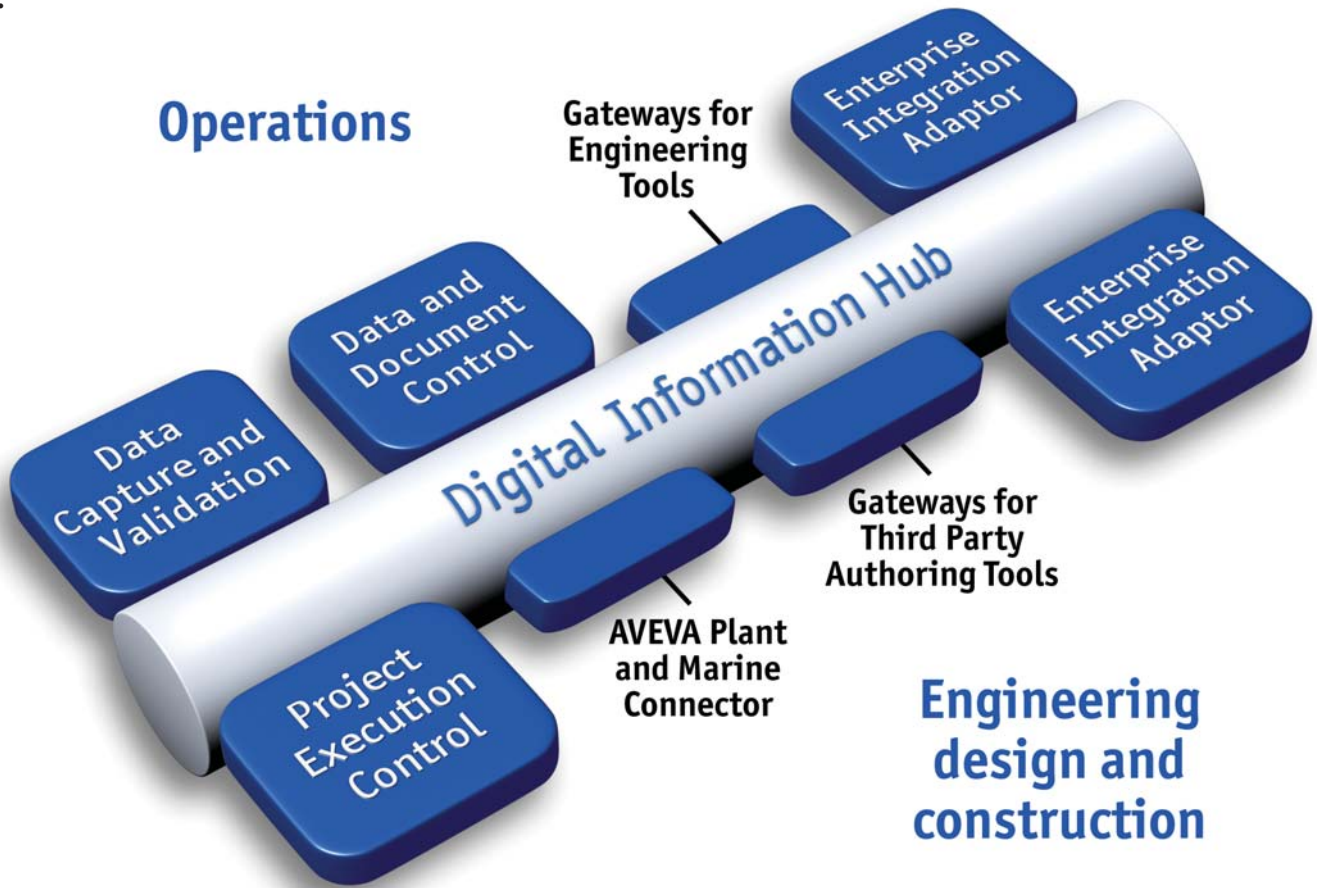 Operations
Gateways for
Engineering
Tools
Enterprise
Integration
Adaptor
Data and
Document
Control
Data
Capture and
Validation
Digital Information Hub
Enterprise
Integration
Adaptor
Gateways for
Third Party
Authoring Tools
AVEVA Plant
and Marine
Connector
Project
Execution
Control
Engineering
design and
construction